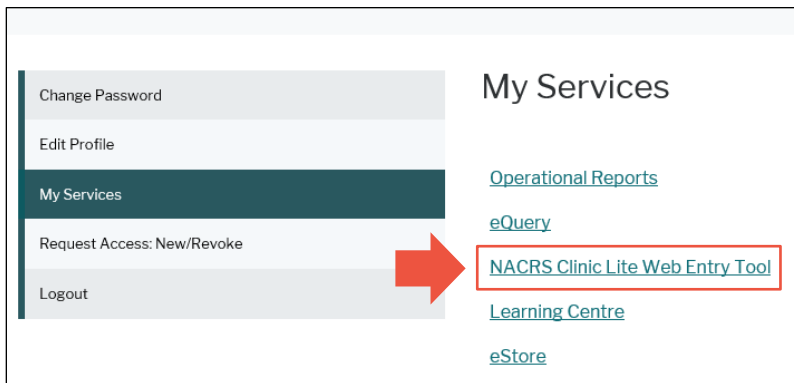 Change Password
Edit Profile
My Services
Request Access: New/Revoke
Logout
My Services
Operational Reports
eQuery
NACRS Clinic Lite Web Entry Tool
Learning Centre
eStore